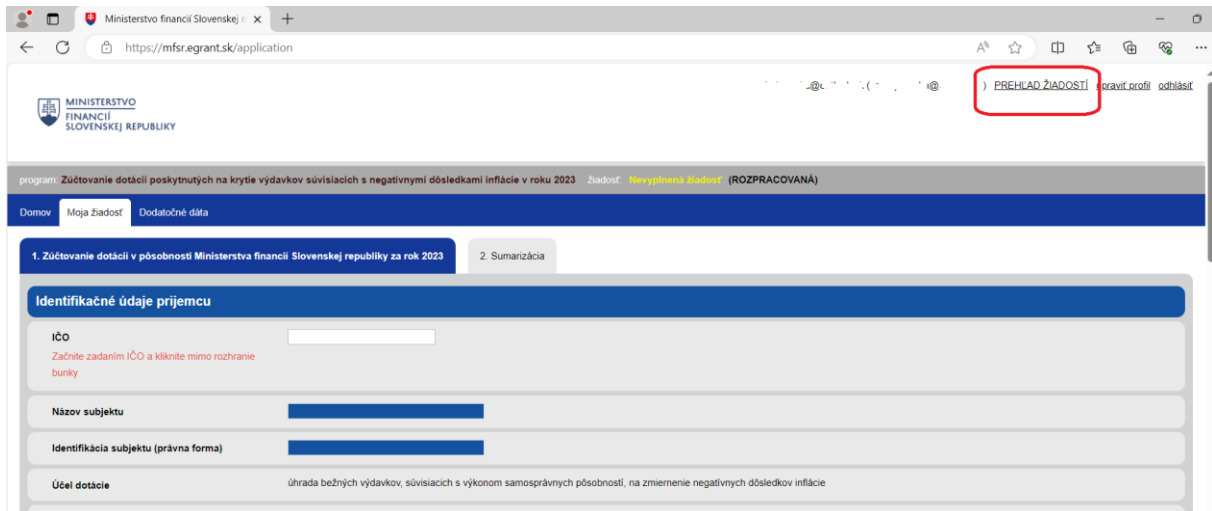 Ministerstvo financií Slovenskej r
https://mfsr.egrant.sk/application
PREHĽAD ŽIADOSTÍ upraviť profil odhlásiť
MINISTERSTVO
FINANCIÍ
SLOVENSKEJ REPUBLIKY
program: Zúčtovanie dotácií poskytnutých na krytie výdavkov súvisiacich s negatívnymi dôsledkami inflácie v roku 2023 žiadosť: Nevyplnená žiadosť (ROZPRACOVANÁ)
Domov Moja žiadosť Dodatočné dáta
1. Zúčtovanie dotácií v pôsobnosti Ministerstva financií Slovenskej republiky za rok 2023 2. Sumarizácia
Identifikačné údaje prijemcu
IČO
Začnite zadaním IČO a kliknite mimo rozhranie
bunky
Názov subjektu
Identifikácia subjektu (právna forma)
Účel dotácie úhrada bežných výdavkov, súvisiacich s výkonom samosprávnych pôsobností, na zmiernenie negatívnych dôsledkov inflácie